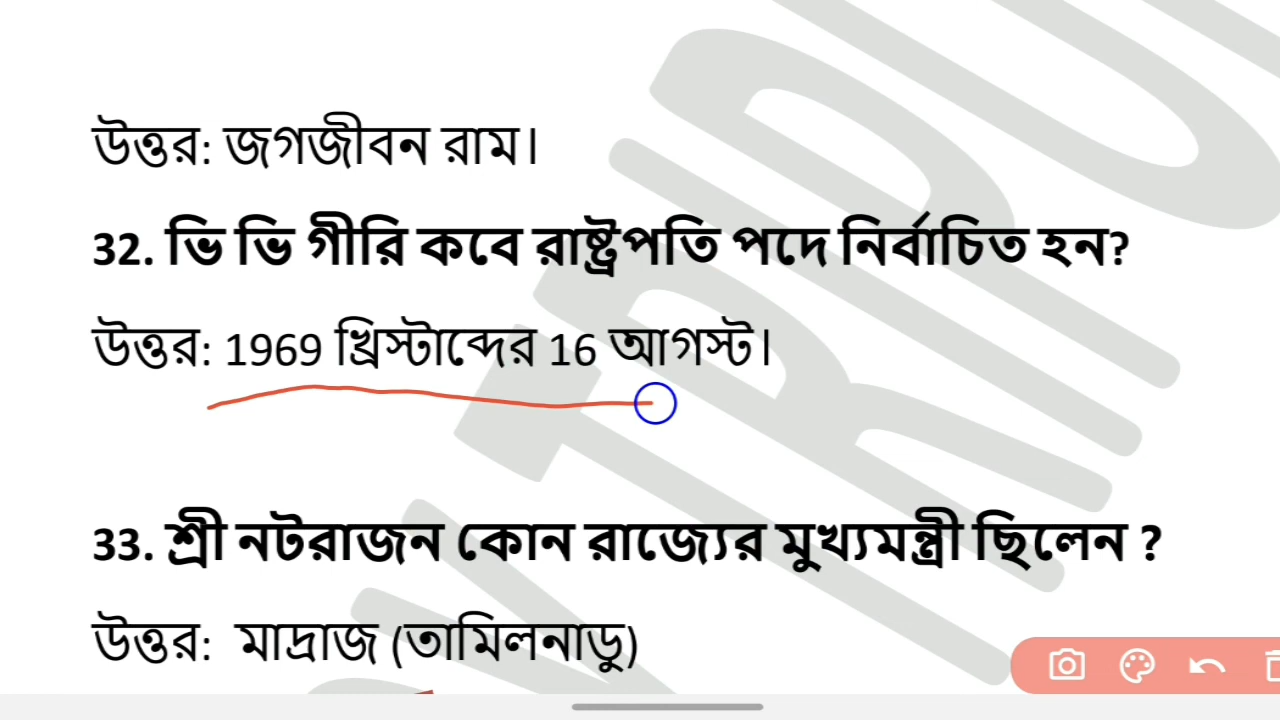 উত্তর: জগজীবন রাম।
32. ভি ভি গীরি কবে রাষ্ট্রপতি পদে নির্বাচিত হন?
উত্তর: 1969 খ্রিস্টাব্দের 16 আগস্ট।
33. শ্রী নটরাজন কোন রাজ্যের মুখ্যমন্ত্রী ছিলেন ?
উত্তর: মাদ্রাজ (তামিলনাড়ু)